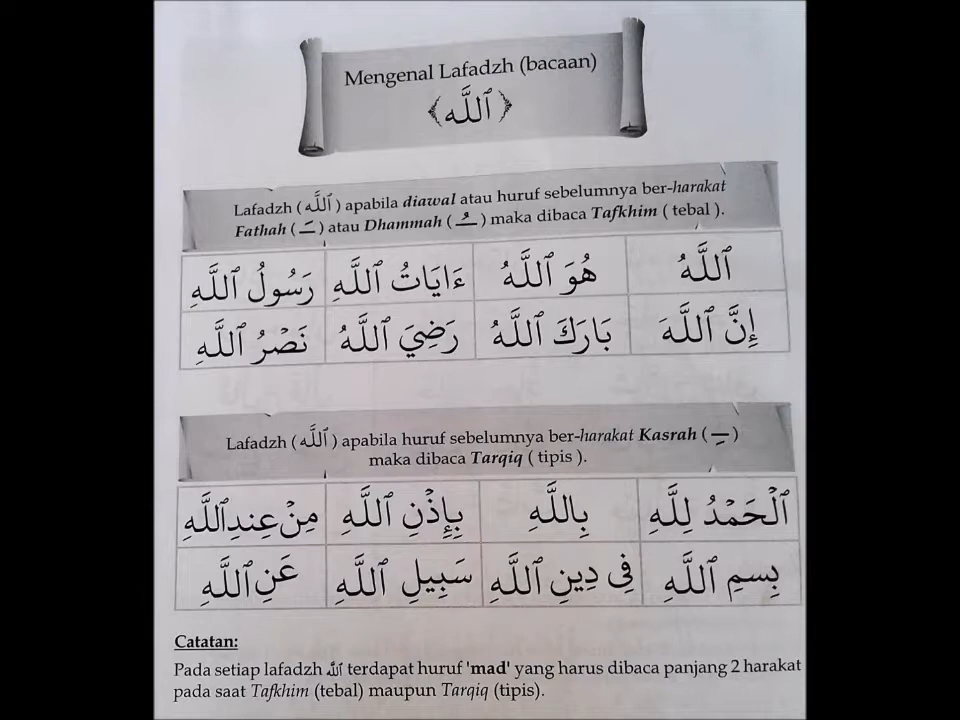 Mengenal Lafadzh (bacaan)
﴿ ٱللَّه ﴾
Lafadzh ( ٱللَّه ) apabila diawal atau huruf sebelumnya ber-harakat
Fathah ( ـَ ) atau Dhammah ( ـُ ) maka dibaca Tafkhim ( tebal ).
ٱللَّهُ هُوَ ٱللَّهُ ءَايَاتُ ٱللَّهِ رَسُولُ ٱللَّهِ
إِنَّ ٱللَّهَ بَارَكَ ٱللَّهُ رَضِيَ ٱللَّهُ نَصْرُ ٱللَّهِ
Lafadzh ( ٱللَّه ) apabila huruf sebelumnya ber-harakat Kasrah ( ـِ )
maka dibaca Tarqiq ( tipis ).
ٱلْحَمْدُ لِلَّهِ بِاللَّهِ بِإِذْنِ ٱللَّهِ مِنْ عِندِٱللَّهِ
بِسمِ ٱللَّهِ فِى دِينِ ٱللَّهِ سَبِيلِ ٱللَّهِ عَنِ ٱللَّهِ
Catatan:
Pada setiap lafadzh ﷲ terdapat huruf 'mad' yang harus dibaca panjang 2 harakat
pada saat Tafkhim (tebal) maupun Tarqiq (tipis).